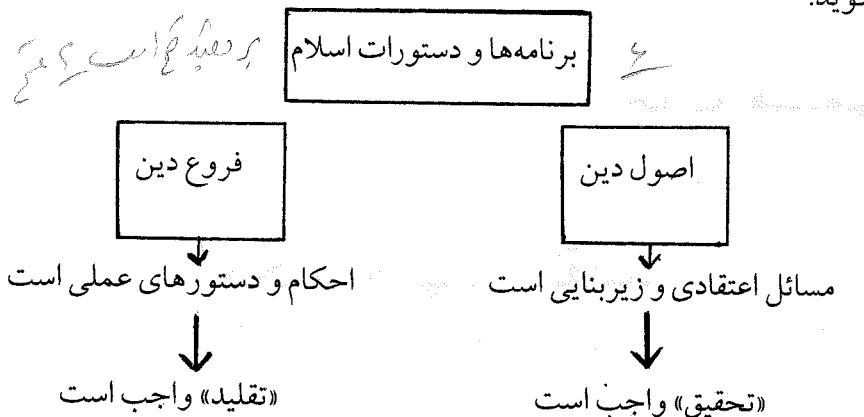 شوید.
برنامه‌ها و دستورات اسلام
اصول دین
فروع دین
مسائل اعتقادی و زیربنایی است
احکام و دستورهای عملی است
«تحقیق» واجب است
«تقلید» واجب است